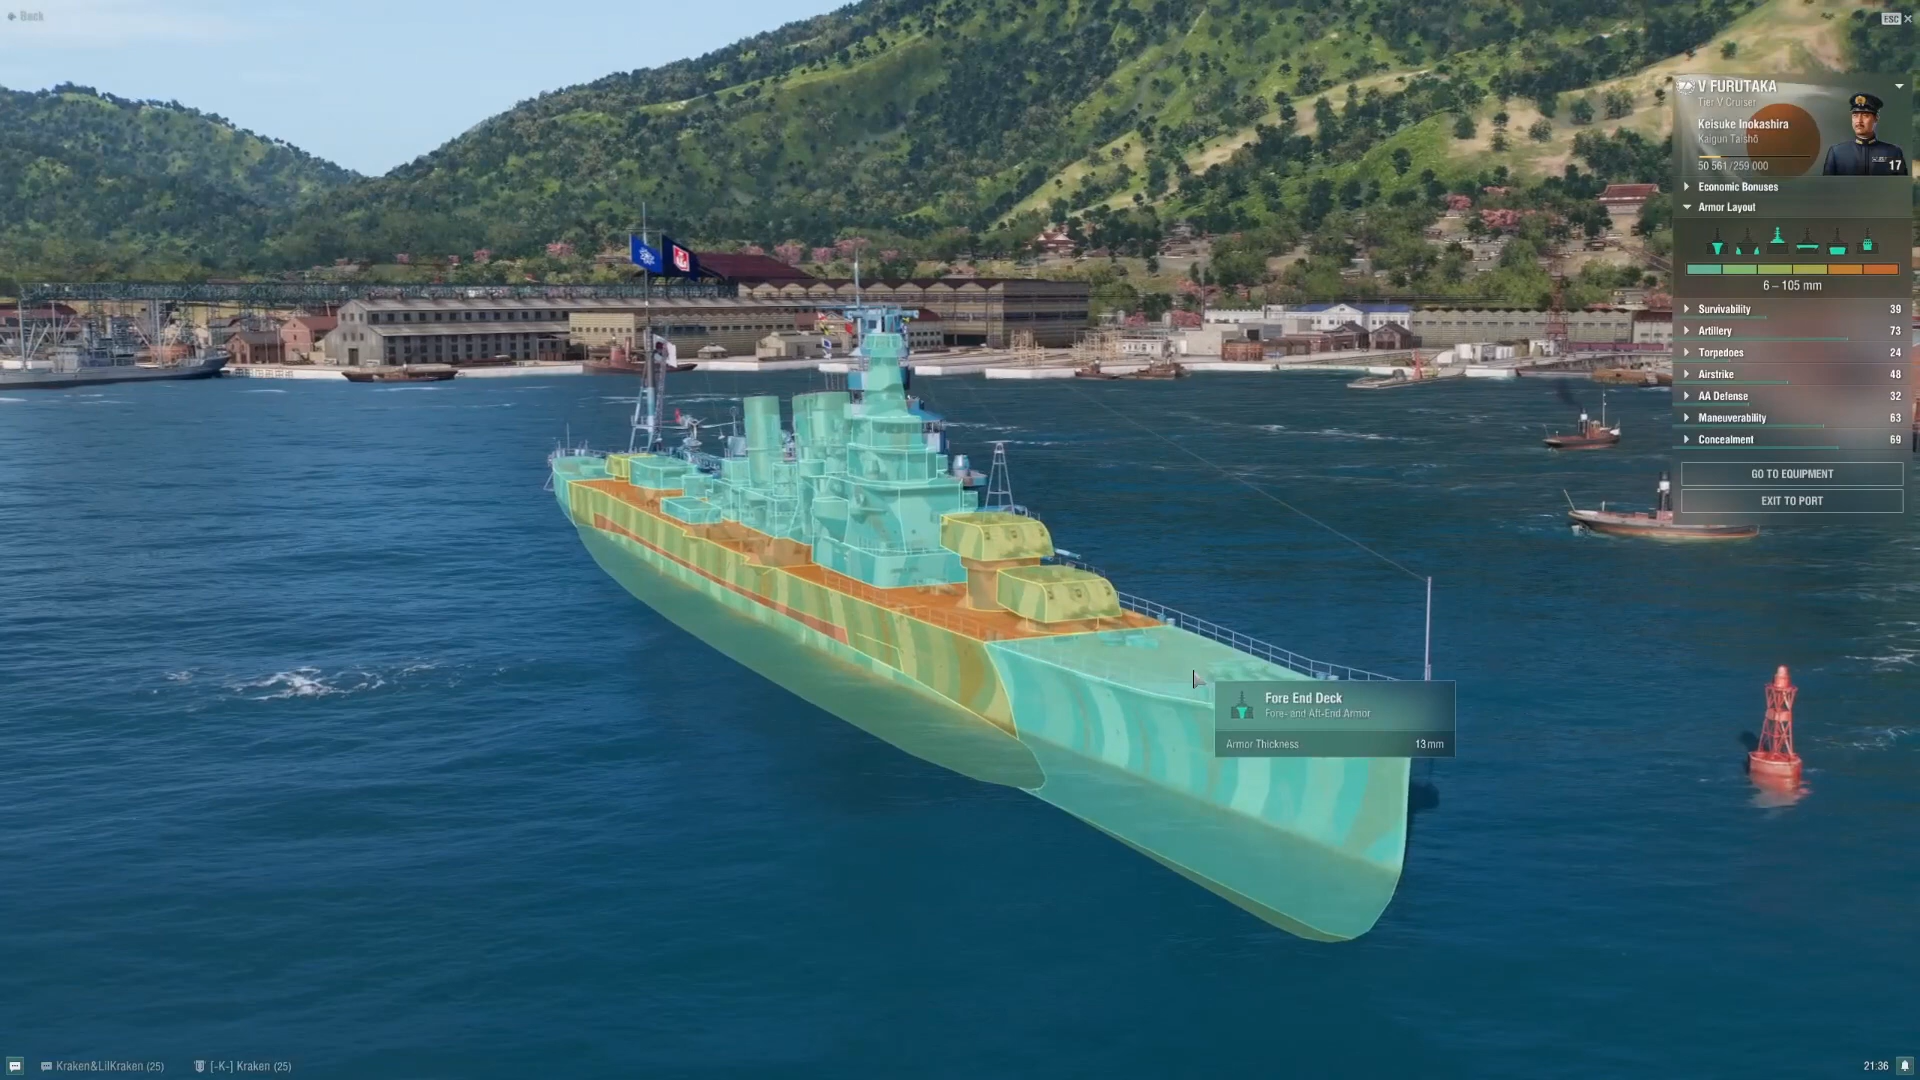 Back
ESC
V FURUTAKA
Tier V Cruiser
Keisuke Inokashira
Kaigun Taishō
50 561/259 000
17
Economic Bonuses
Armor Layout
6 – 105 mm
Survivability 39
Artillery 73
Torpedoes 24
Airstrike 48
AA Defense 32
Maneuverability 63
Concealment 69
GO TO EQUIPMENT
EXIT TO PORT
Fore End Deck
Fore- and Aft-End Armor
Armor Thickness 13 mm
Kraken&LilKraken (25)
[-K-] Kraken (25)
21:36